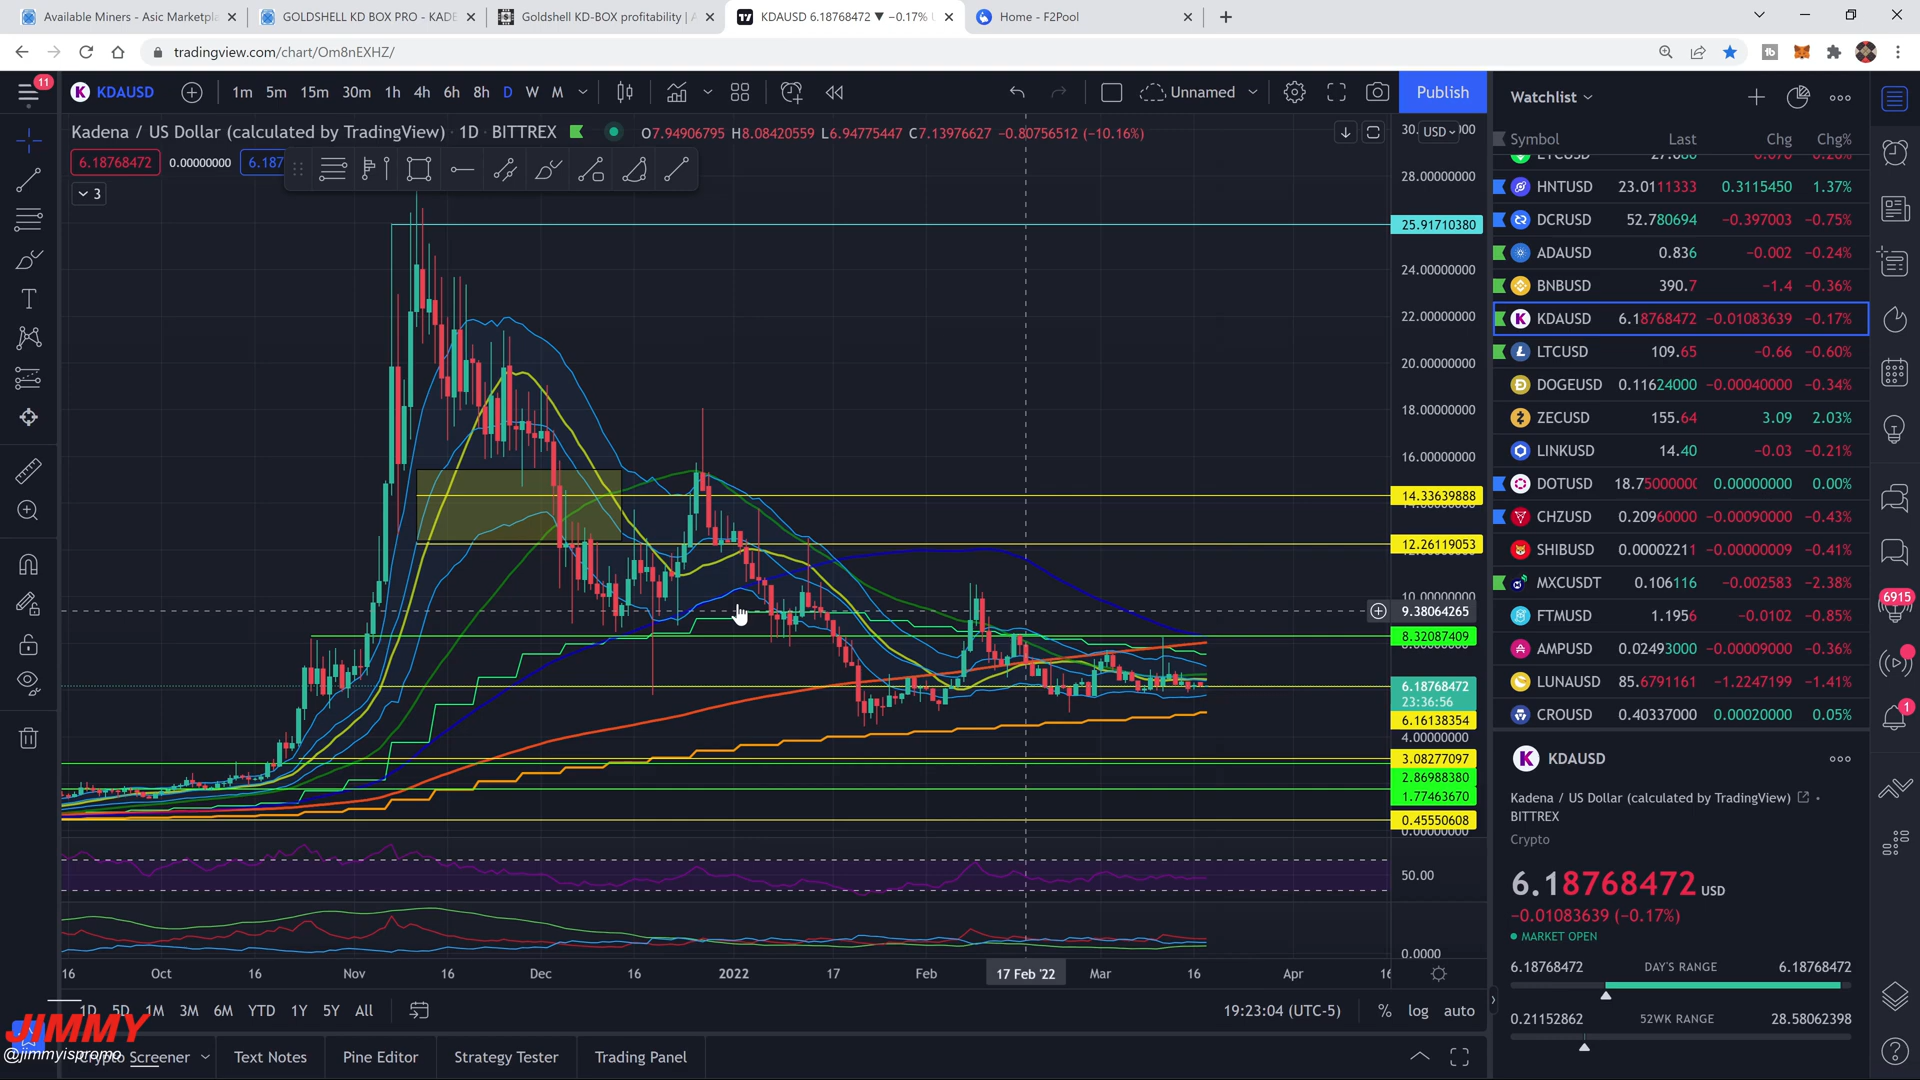 Available Miners - Asic Marketpla
GOLDSHELL KD BOX PRO - KADE
Goldshell KD-BOX profitability | A
KDAUSD 6.18768472 ▼ −0.17% U
Home - F2Pool
tradingview.com/chart/Om8nEXHZ/
11
KDAUSD
1m 5m 15m 30m 1h 4h 6h 8h D W M
Unnamed
Publish
Watchlist
Kadena / US Dollar (calculated by TradingView) · 1D · BITTREX
O7.94906795 H8.08420559 L6.94775447 C7.13976627 −0.80756512 (−10.16%)
USD
Symbol Last Chg Chg%
6.18768472 0.00000000 6.187
3
28.00000000
25.91710380
24.00000000
22.00000000
20.00000000
18.00000000
16.00000000
14.33639888
12.26119053
10.00000000
9.38064265
8.32087409
6.18768472
23:36:56
6.16138354
4.00000000
3.08277097
2.86988380
1.77463670
0.45550608
50.00
0.0000
HNTUSD 23.0111333 0.3115450 1.37%
DCRUSD 52.780694 −0.397003 −0.75%
ADAUSD 0.836 −0.002 −0.24%
BNBUSD 390.7 −1.4 −0.36%
KDAUSD 6.18768472 −0.01083639 −0.17%
LTCUSD 109.65 −0.66 −0.60%
DOGEUSD 0.11624000 −0.00040000 −0.34%
ZECUSD 155.64 3.09 2.03%
LINKUSD 14.40 −0.03 −0.21%
DOTUSD 18.75000000 0.00000000 0.00%
CHZUSD 0.20960000 −0.00090000 −0.43%
SHIBUSD 0.00002211 −0.00000009 −0.41%
MXCUSDT 0.106116 −0.002583 −2.38%
FTMUSD 1.1956 −0.0102 −0.85%
AMPUSD 0.02493000 −0.00009000 −0.36%
LUNAUSD 85.6791161 −1.2247199 −1.41%
CROUSD 0.40337000 0.00020000 0.05%
6915
1
KDAUSD
Kadena / US Dollar (calculated by TradingView)
BITTREX
Crypto
6.18768472 USD
−0.01083639 (−0.17%)
MARKET OPEN
6.18768472 DAY'S RANGE 6.18768472
0.21152862 52WK RANGE 28.58062398
16 Oct 16 Nov 16 Dec 16 2022 17 Feb 17 Feb '22 Mar 16 Apr 16
1D 5D 1M 3M 6M YTD 1Y 5Y All
19:23:04 (UTC-5) % log auto
JIMMY
@jimmyispromo
Crypto Screener Text Notes Pine Editor Strategy Tester Trading Panel